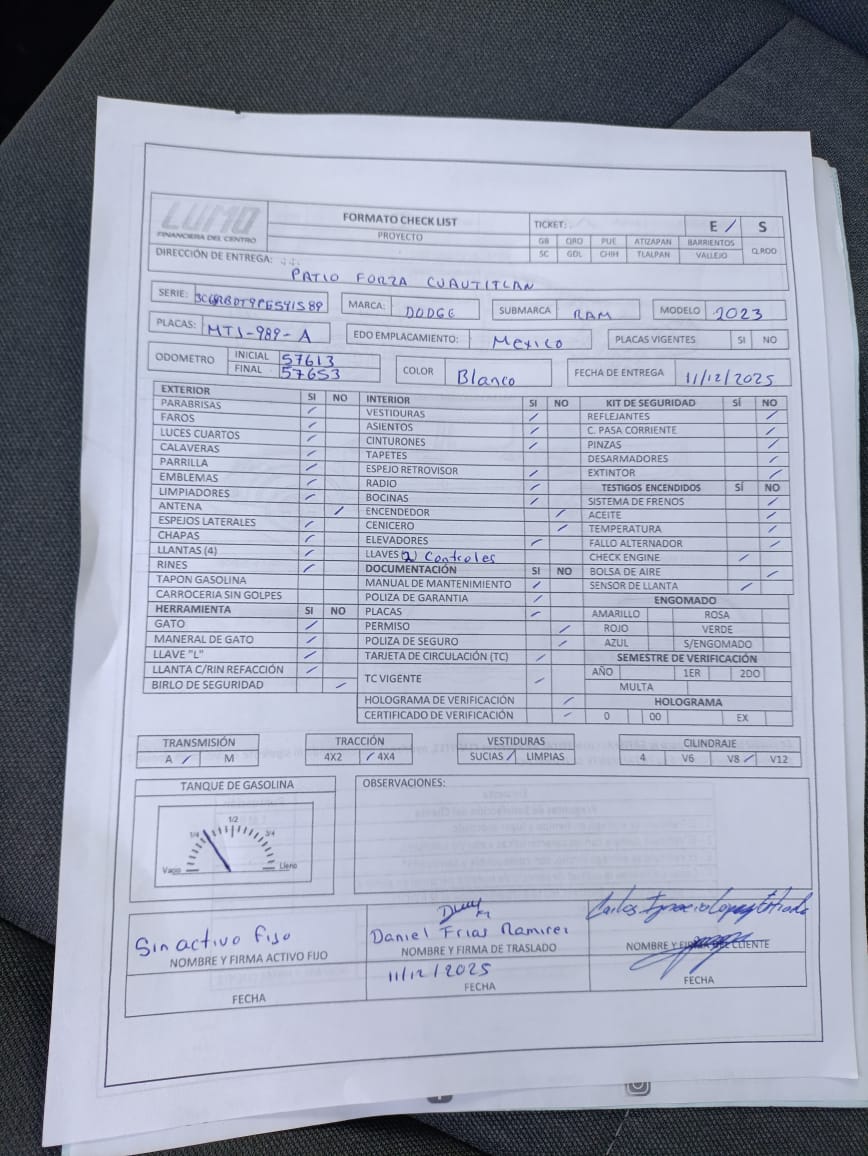 LUMO
FINANCIERA DEL CENTRO
FORMATO CHECK LIST
PROYECTO
TICKET:
E / S
GB QRO PUE ATIZAPAN BARRIENTOS Q.ROO
SC GDL CHIH TLALPAN VALLEJO
DIRECCIÓN DE ENTREGA:
PATIO FORZA CUAUTITLAN
SERIE: MARCA: DODGE SUBMARCA RAM MODELO 2023
PLACAS: MTJ-989-A EDO EMPLACAMIENTO: Mexico PLACAS VIGENTES SI NO
ODOMETRO INICIAL 57613
FINAL 57653
COLOR Blanco FECHA DE ENTREGA 11/12/2025
EXTERIOR SI NO
PARABRISAS /
FAROS /
LUCES CUARTOS /
CALAVERAS /
PARRILLA /
EMBLEMAS /
LIMPIADORES /
ANTENA /
ESPEJOS LATERALES /
CHAPAS /
LLANTAS (4) /
RINES /
TAPON GASOLINA
CARROCERIA SIN GOLPES
HERRAMIENTA SI NO
GATO /
MANERAL DE GATO /
LLAVE "L" /
LLANTA C/RIN REFACCIÓN /
BIRLO DE SEGURIDAD /
INTERIOR SI NO
VESTIDURAS /
ASIENTOS /
CINTURONES /
TAPETES
ESPEJO RETROVISOR /
RADIO /
BOCINAS /
ENCENDEDOR /
CENICERO /
ELEVADORES /
LLAVES (2) Controles
DOCUMENTACIÓN SI NO
MANUAL DE MANTENIMIENTO /
POLIZA DE GARANTIA /
PLACAS /
PERMISO /
POLIZA DE SEGURO /
TARJETA DE CIRCULACIÓN (TC) /
TC VIGENTE /
HOLOGRAMA DE VERIFICACIÓN /
CERTIFICADO DE VERIFICACIÓN /
KIT DE SEGURIDAD SÍ NO
REFLEJANTES /
C. PASA CORRIENTE /
PINZAS /
DESARMADORES /
EXTINTOR /
TESTIGOS ENCENDIDOS SÍ NO
SISTEMA DE FRENOS /
ACEITE /
TEMPERATURA /
FALLO ALTERNADOR /
CHECK ENGINE /
BOLSA DE AIRE /
SENSOR DE LLANTA /
ENGOMADO
AMARILLO ROSA
ROJO VERDE
AZUL S/ENGOMADO
SEMESTRE DE VERIFICACIÓN
AÑO 1ER 2DO
MULTA
HOLOGRAMA
0 00 EX
TRANSMISIÓN
A / M
TRACCIÓN
4X2 / 4X4
VESTIDURAS
SUCIAS / LIMPIAS
CILINDRAJE
4 V6 V8 / V12
TANQUE DE GASOLINA
Vacio 1/4 1/2 3/4 Lleno
OBSERVACIONES:
Sin activo fijo
NOMBRE Y FIRMA ACTIVO FIJO
FECHA
Daniel Frias Ramirez
NOMBRE Y FIRMA DE TRASLADO
11/12/2025
FECHA
Carlos Ignacio Lopez Estrada
NOMBRE Y FIRMA DEL CLIENTE
FECHA